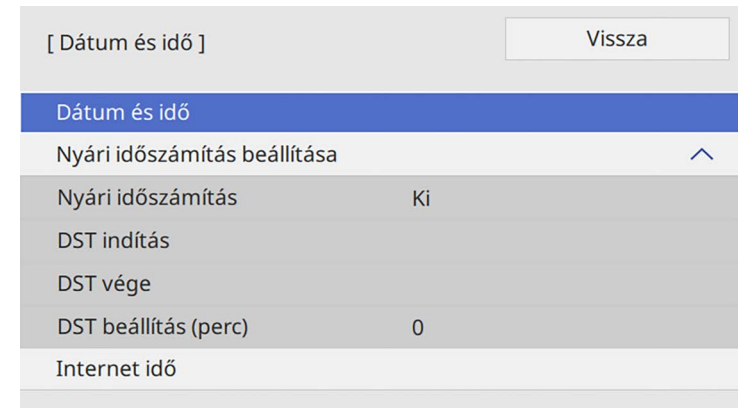 [ Dátum és idő ]
Vissza
Dátum és idő
Nyári időszámítás beállítása
Nyári időszámítás Ki
DST indítás
DST vége
DST beállítás (perc) 0
Internet idő